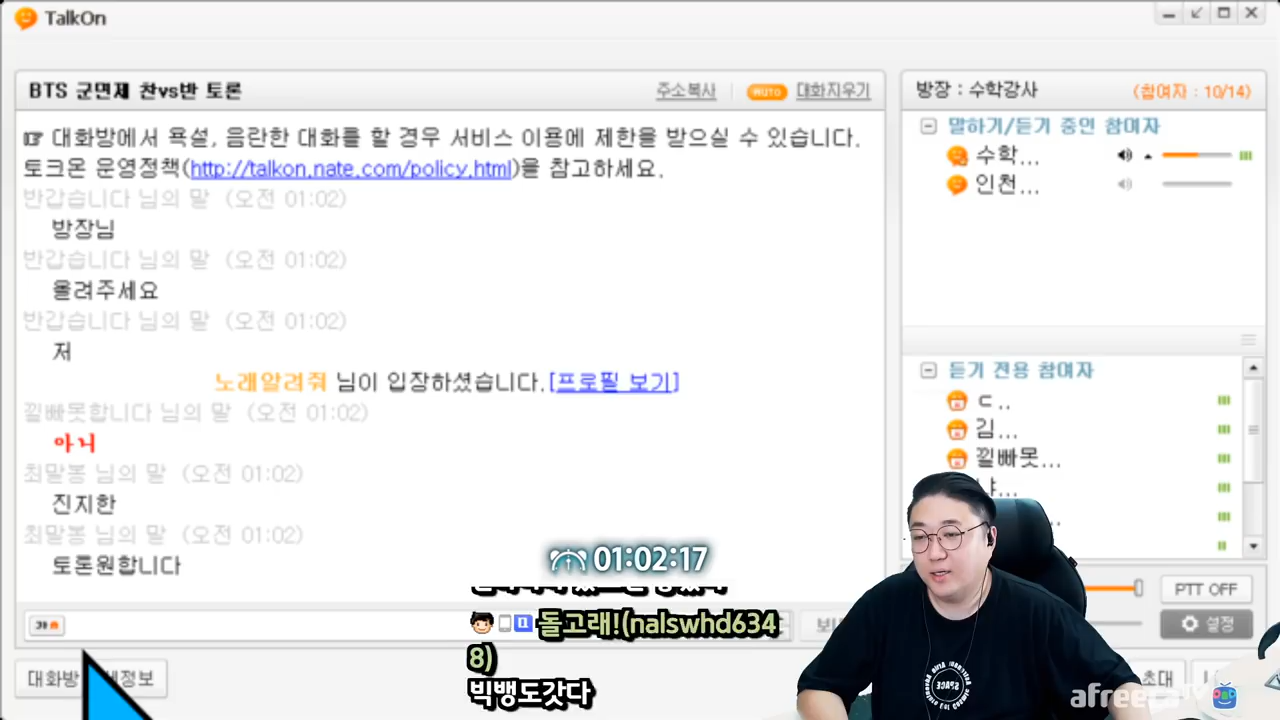 TalkOn
BTS 군면제 찬vs반 토론
주소복사
AUTO
대화지우기
☞ 대화방에서 욕설, 음란한 대화를 할 경우 서비스 이용에 제한을 받으실 수 있습니다.
토크온 운영정책(http://talkon.nate.com/policy.html)을 참고하세요.
반갑습니다 님의 말 (오전 01:02)
방장님
반갑습니다 님의 말 (오전 01:02)
올려주세요
반갑습니다 님의 말 (오전 01:02)
저
노래알려줘 님이 입장하셨습니다.[프로필 보기]
낄빠못합니다 님의 말 (오전 01:02)
아니
최말봉 님의 말 (오전 01:02)
진지한
최말봉 님의 말 (오전 01:02)
토론원합니다
가
대화방
정보
방장 : 수학강사
(참여자 : 10/14)
말하기/듣기 중인 참여자
수학...
인천...
듣기 전용 참여자
ㄷ..
김...
낄빠못...
냐...
PTT OFF
설정
초대
01:02:17
돌고래!(nalswhd634
8)
빅뱅도갓다
SPACE
afreecaTV